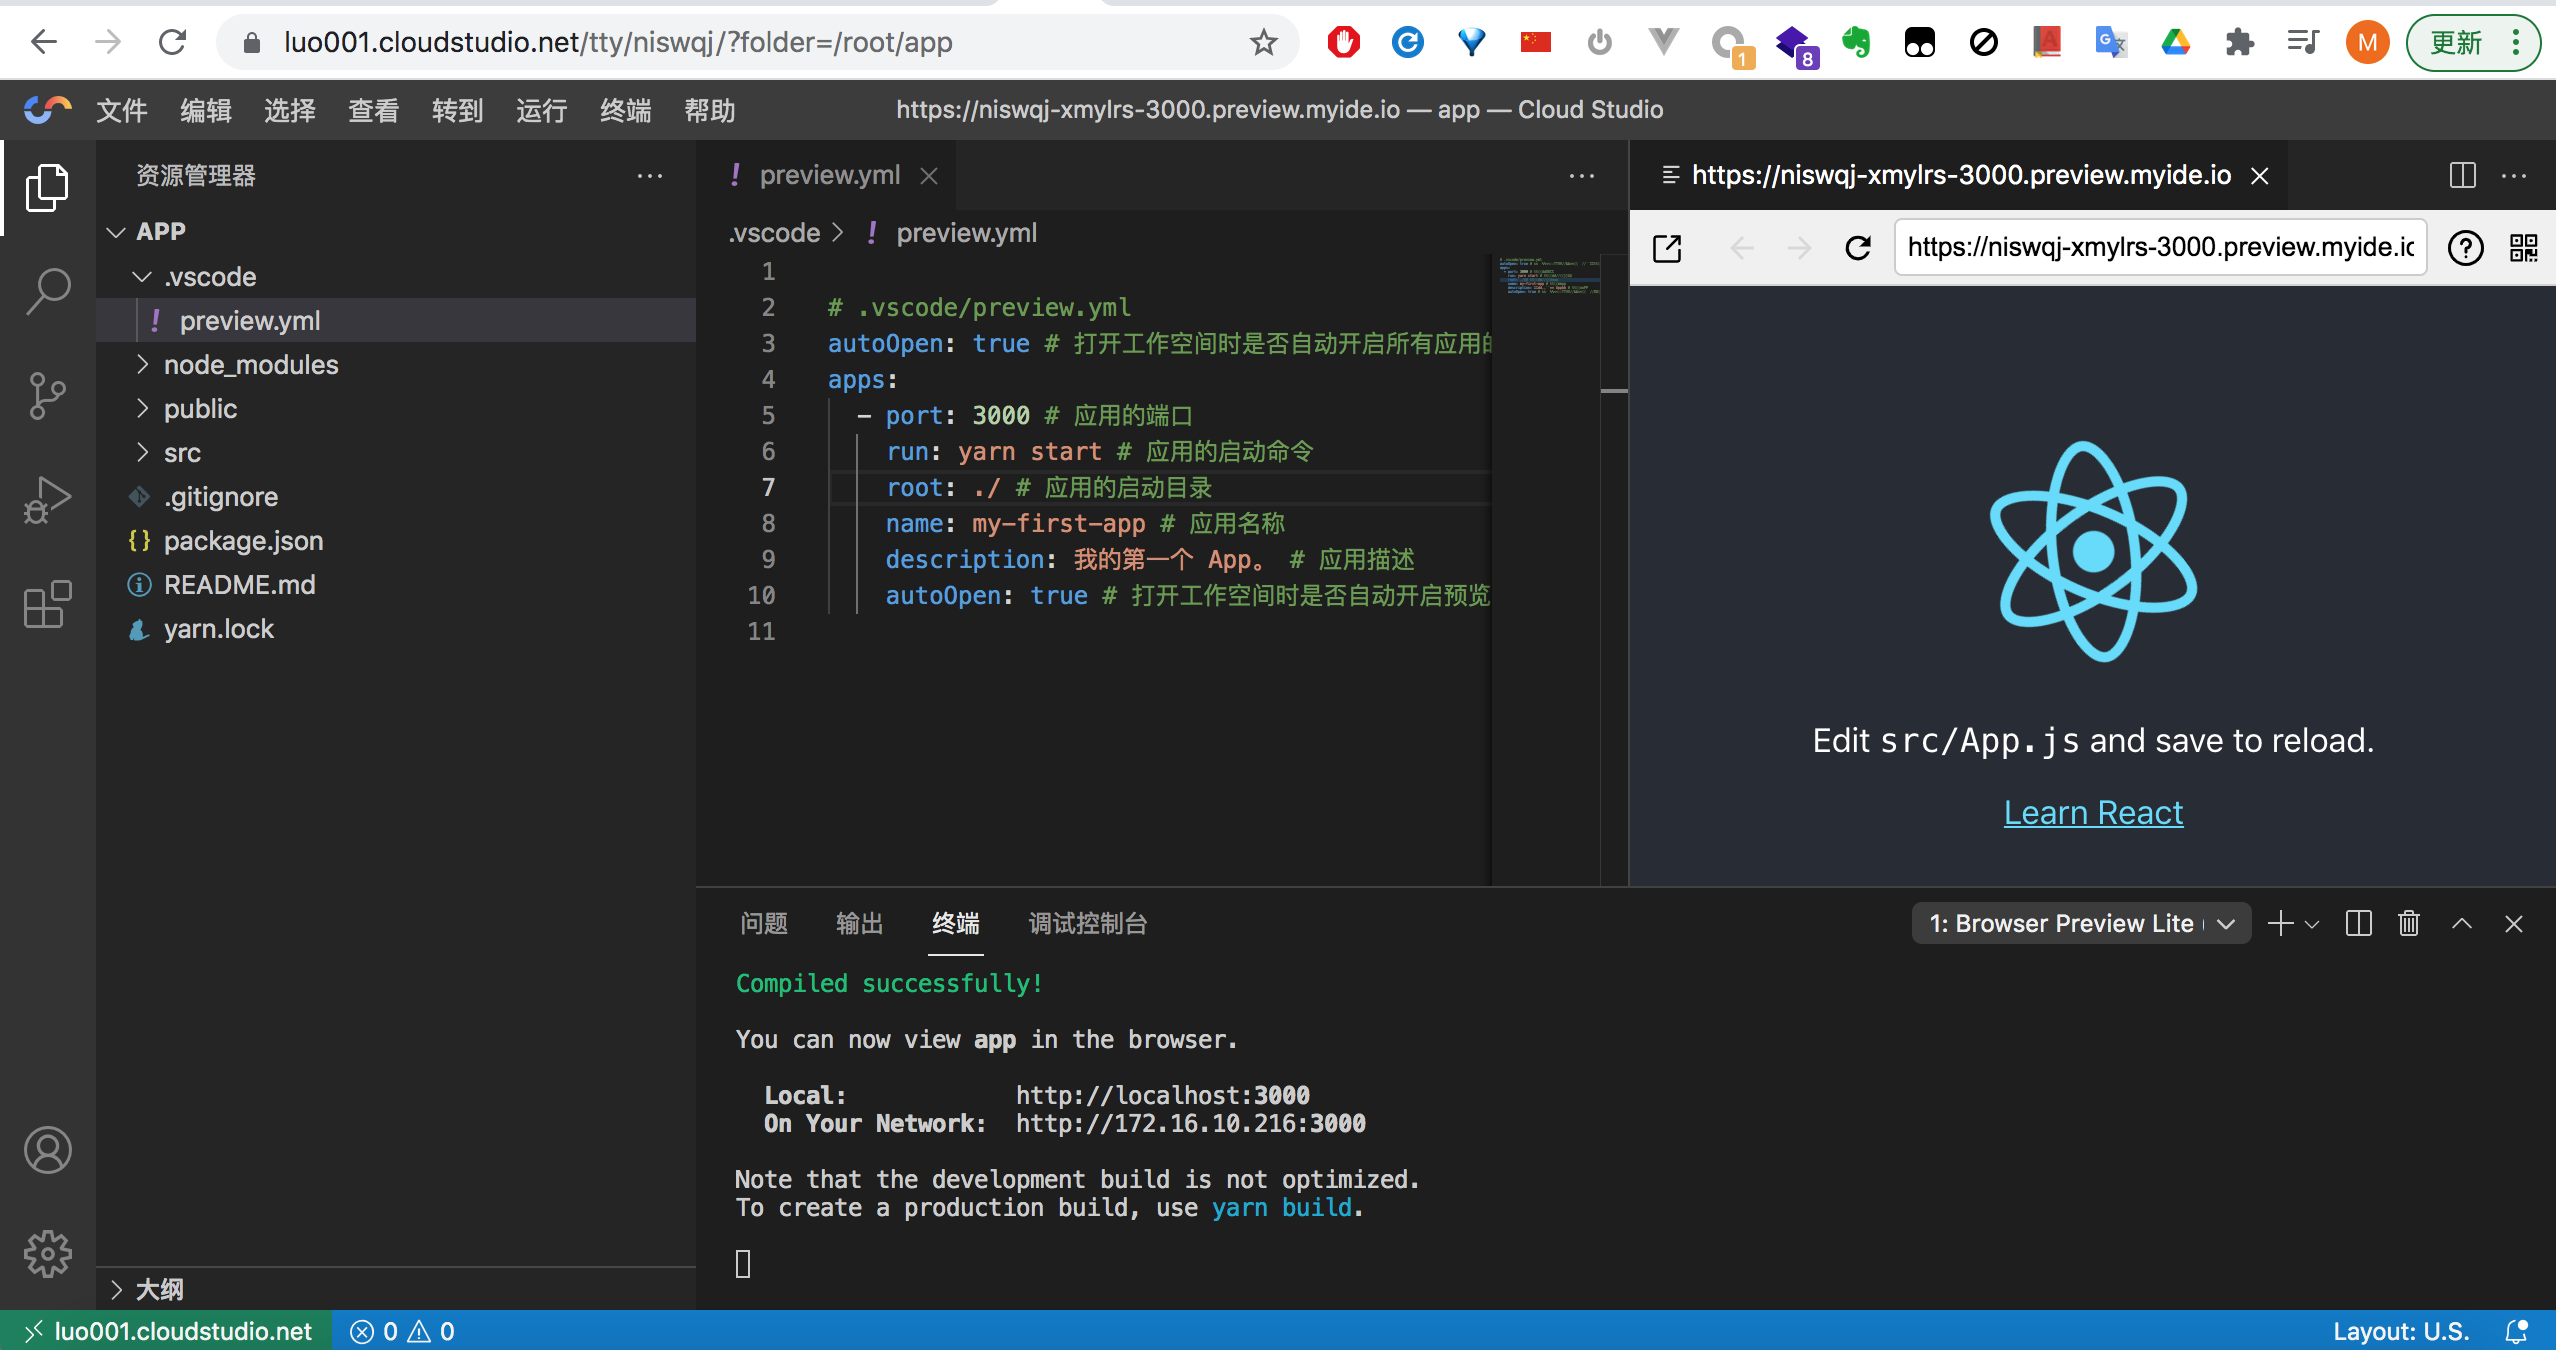 luo001.cloudstudio.net/tty/niswqj/?folder=/root/app
1
8
M
更新
文件 编辑 选择 查看 转到 运行 终端 帮助
https://niswqj-xmylrs-3000.preview.myide.io — app — Cloud Studio
资源管理器
APP
.vscode
! preview.yml
node_modules
public
src
.gitignore
{} package.json
README.md
yarn.lock
大纲
! preview.yml
.vscode > ! preview.yml
1
2 # .vscode/preview.yml
3 autoOpen: true # 打开工作空间时是否自动开启所有应用的
4 apps:
5 - port: 3000 # 应用的端口
6 run: yarn start # 应用的启动命令
7 root: ./ # 应用的启动目录
8 name: my-first-app # 应用名称
9 description: 我的第一个 App。 # 应用描述
10 autoOpen: true # 打开工作空间时是否自动开启预览
11
https://niswqj-xmylrs-3000.preview.myide.io
https://niswqj-xmylrs-3000.preview.myide.io
Edit src/App.js and save to reload.
Learn React
问题 输出 终端 调试控制台
1: Browser Preview Lite
Compiled successfully!
You can now view app in the browser.
Local: http://localhost:3000
On Your Network: http://172.16.10.216:3000
Note that the development build is not optimized.
To create a production build, use yarn build.
luo001.cloudstudio.net
0 0
Layout: U.S.